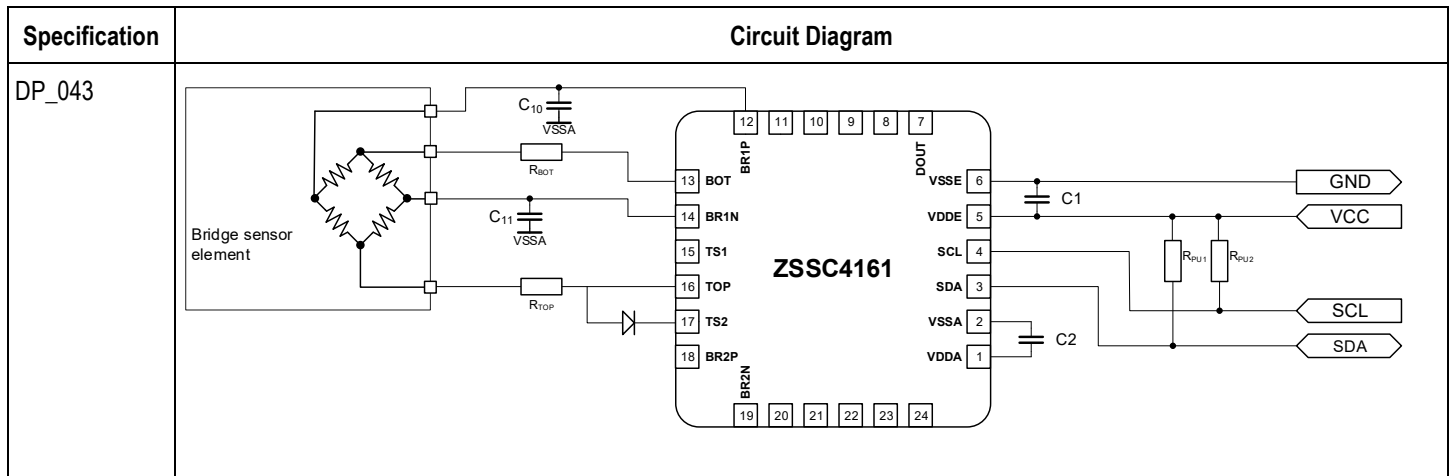 Specification
Circuit Diagram
DP_043
C10
VSSA
RBOT
C11
VSSA
Bridge sensor
element
RTOP
12 11 10 9 8 7
BR1P
DOUT
13 BOT
14 BR1N
15 TS1
16 TOP
17 TS2
18 BR2P
ZSSC4161
VSSE 6
VDDE 5
SCL 4
SDA 3
VSSA 2
VDDA 1
BR2N
19 20 21 22 23 24
C1
C2
RPU1 RPU2
GND
VCC
SCL
SDA